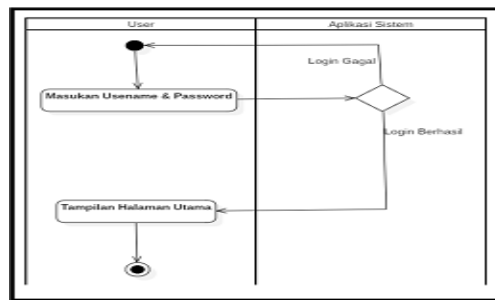 User
Aplikasi Sistem
Login Gagal
Masukan Usename & Password
Login Berhasil
Tampilan Halaman Utama